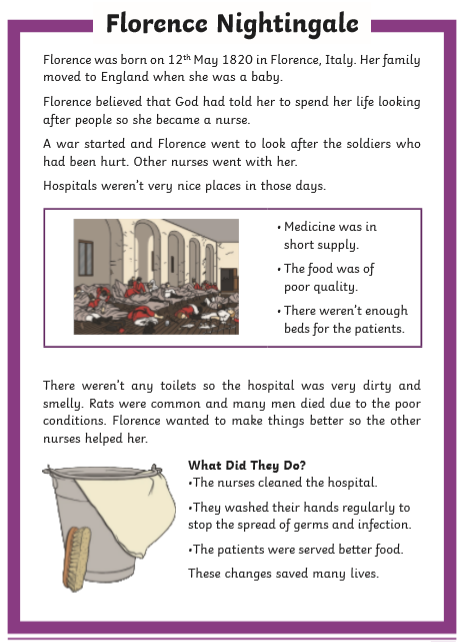 Florence Nightingale
Florence was born on 12th May 1820 in Florence, Italy. Her family
moved to England when she was a baby.
Florence believed that God had told her to spend her life looking
after people so she became a nurse.
A war started and Florence went to look after the soldiers who
had been hurt. Other nurses went with her.
Hospitals weren't very nice places in those days.
• Medicine was in
short supply.
• The food was of
poor quality.
• There weren't enough
beds for the patients.
There weren't any toilets so the hospital was very dirty and
smelly. Rats were common and many men died due to the poor
conditions. Florence wanted to make things better so the other
nurses helped her.
What Did They Do?
•The nurses cleaned the hospital.
•They washed their hands regularly to
stop the spread of germs and infection.
•The patients were served better food.
These changes saved many lives.